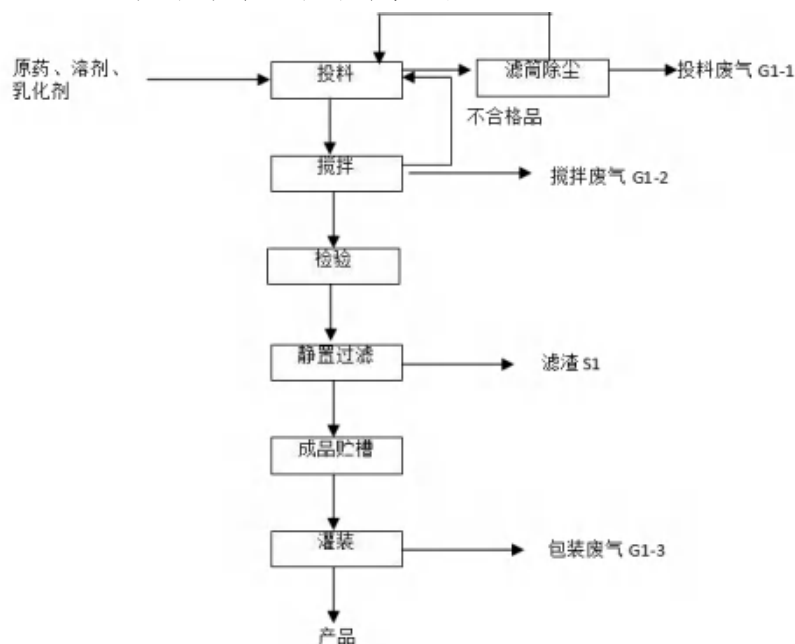 原药、溶剂、
乳化剂
投料
滤筒除尘
投料废气 G1-1
不合格品
搅拌
搅拌废气 G1-2
检验
静置过滤
滤渣 S1
成品贮槽
灌装
包装废气 G1-3
产品